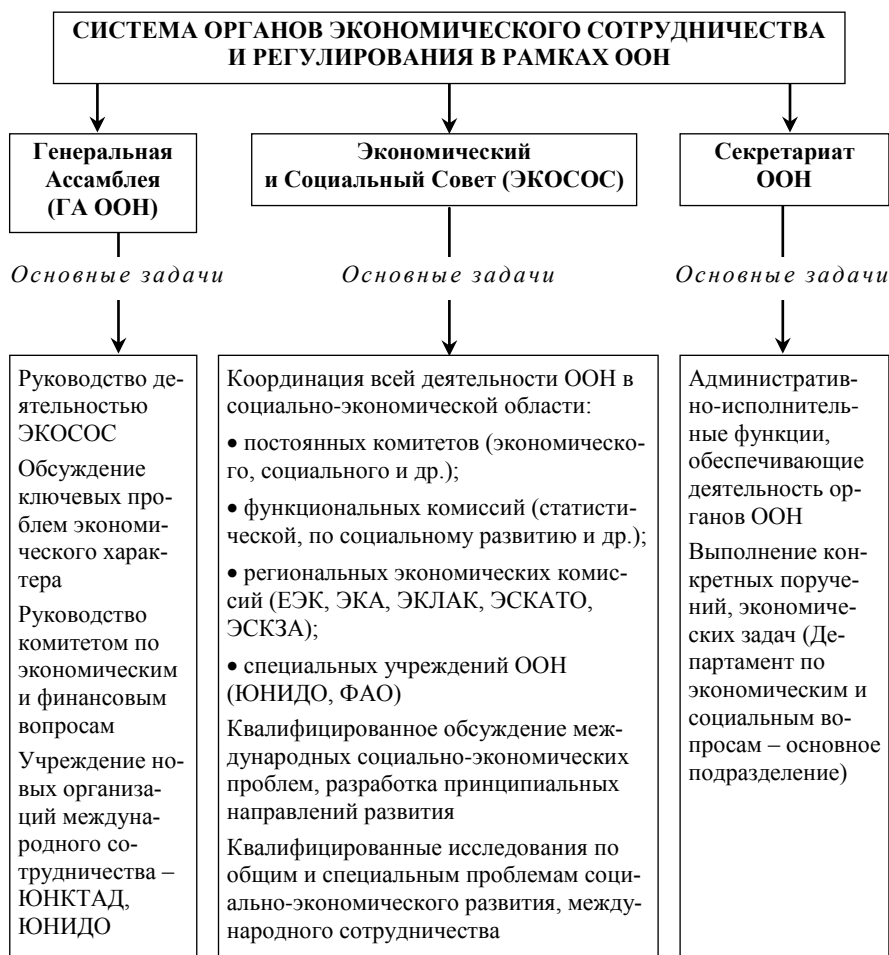 СИСТЕМА ОРГАНОВ ЭКОНОМИЧЕСКОГО СОТРУДНИЧЕСТВА
И РЕГУЛИРОВАНИЯ В РАМКАХ ООН
Генеральная
Ассамблея
(ГА ООН)
Экономический
и Социальный Совет (ЭКОСОС)
Секретариат
ООН
Основные задачи
Основные задачи
Основные задачи
Руководство де-
ятельностью
ЭКОСОС
Обсуждение
ключевых про-
блем экономи-
ческого харак-
тера
Руководство
комитетом по
экономическим
и финансовым
вопросам
Учреждение но-
вых организа-
ций междуна-
родного со-
трудничества –
ЮНКТАД,
ЮНИДО
Координация всей деятельности ООН в
социально-экономической области:
• постоянных комитетов (экономическо-
го, социального и др.);
• функциональных комиссий (статисти-
ческой, по социальному развитию и др.);
• региональных экономических комис-
сий (ЕЭК, ЭКА, ЭКЛАК, ЭСКАТО,
ЭСКЗА);
• специальных учреждений ООН
(ЮНИДО, ФАО)
Квалифицированное обсуждение меж-
дународных социально-экономических
проблем, разработка принципиальных
направлений развития
Квалифицированные исследования по
общим и специальным проблемам соци-
ально-экономического развития, между-
народного сотрудничества
Административ-
но-исполнитель-
ные функции,
обеспечивающие
деятельность ор-
ганов ООН
Выполнение кон-
кретных поруче-
ний, экономиче-
ских задач (Де-
партамент по
экономическим и
социальным во-
просам – основное
подразделение)